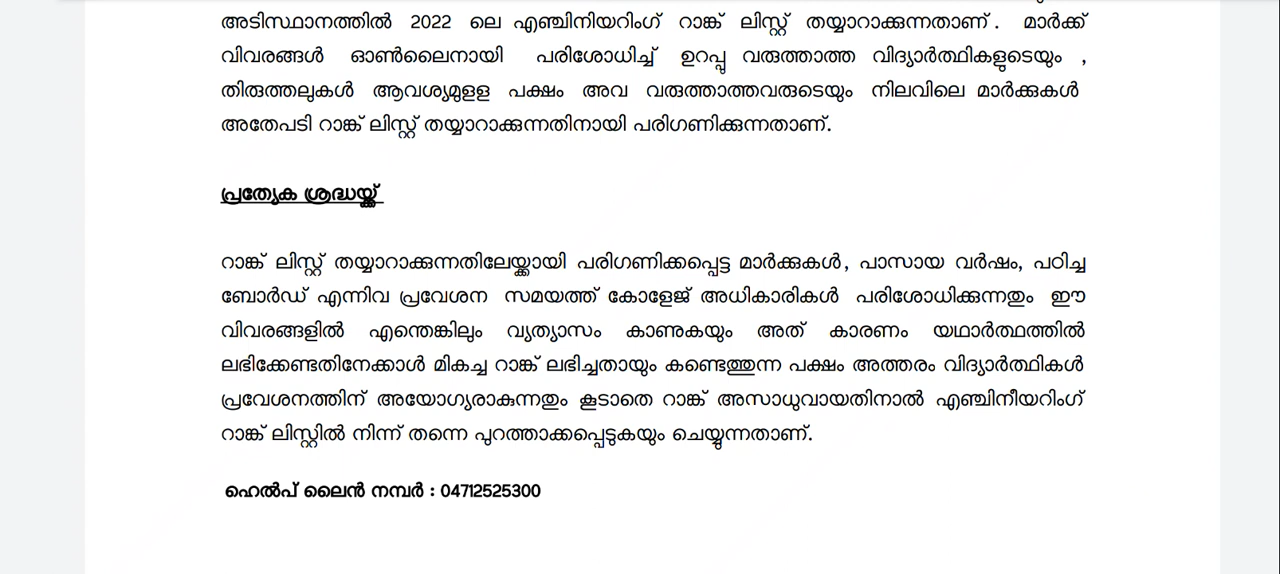 അടിസ്ഥാനത്തിൽ 2022 ലെ എഞ്ചിനിയറിംഗ് റാങ്ക് ലിസ്റ്റ് തയ്യാറാക്കുന്നതാണ്. മാർക്ക്
വിവരങ്ങൾ ഓൺലൈനായി പരിശോധിച്ച് ഉറപ്പു വരുത്താത്ത വിദ്യാർത്ഥികളുടെയും ,
തിരുത്തലുകൾ ആവശ്യമുളള പക്ഷം അവ വരുത്താത്തവരുടെയും നിലവിലെ മാർക്കുകൾ
അതേപടി റാങ്ക് ലിസ്റ്റ് തയ്യാറാക്കുന്നതിനായി പരിഗണിക്കുന്നതാണ്.
പ്രത്യേക ശ്രദ്ധയ്ക്ക്
റാങ്ക് ലിസ്റ്റ് തയ്യാറാക്കുന്നതിലേയ്ക്കായി പരിഗണിക്കപ്പെട്ട മാർക്കുകൾ, പാസായ വർഷം, പഠിച്ച
ബോർഡ് എന്നിവ പ്രവേശന സമയത്ത് കോളേജ് അധികാരികൾ പരിശോധിക്കുന്നതും ഈ
വിവരങ്ങളിൽ എന്തെങ്കിലും വ്യത്യാസം കാണുകയും അത് കാരണം യഥാർത്ഥത്തിൽ
ലഭിക്കേണ്ടതിനേക്കാൾ മികച്ച റാങ്ക് ലഭിച്ചതായും കണ്ടെത്തുന്ന പക്ഷം അത്തരം വിദ്യാർത്ഥികൾ
പ്രവേശനത്തിന് അയോഗ്യരാകുന്നതും കൂടാതെ റാങ്ക് അസാധുവായതിനാൽ എഞ്ചിനീയറിംഗ്
റാങ്ക് ലിസ്റ്റിൽ നിന്ന് തന്നെ പുറത്താക്കപ്പെടുകയും ചെയ്യുന്നതാണ്.
ഹെൽപ് ലൈൻ നമ്പർ : 04712525300